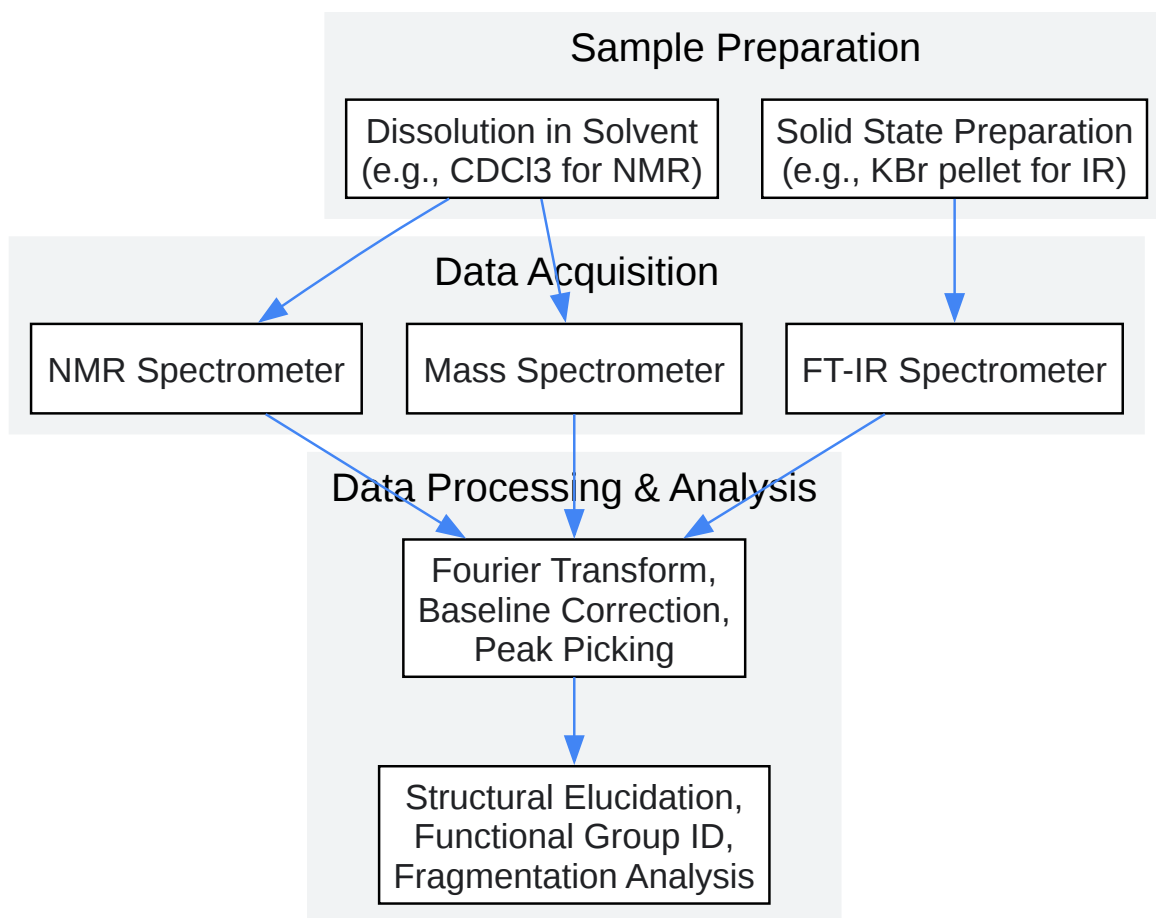 Sample Preparation
Dissolution in Solvent
(e.g., CDCl3 for NMR)
Solid State Preparation
(e.g., KBr pellet for IR)
Data Acquisition
NMR Spectrometer
Mass Spectrometer
FT-IR Spectrometer
Data Processing & Analysis
Fourier Transform,
Baseline Correction,
Peak Picking
Structural Elucidation,
Functional Group ID,
Fragmentation Analysis